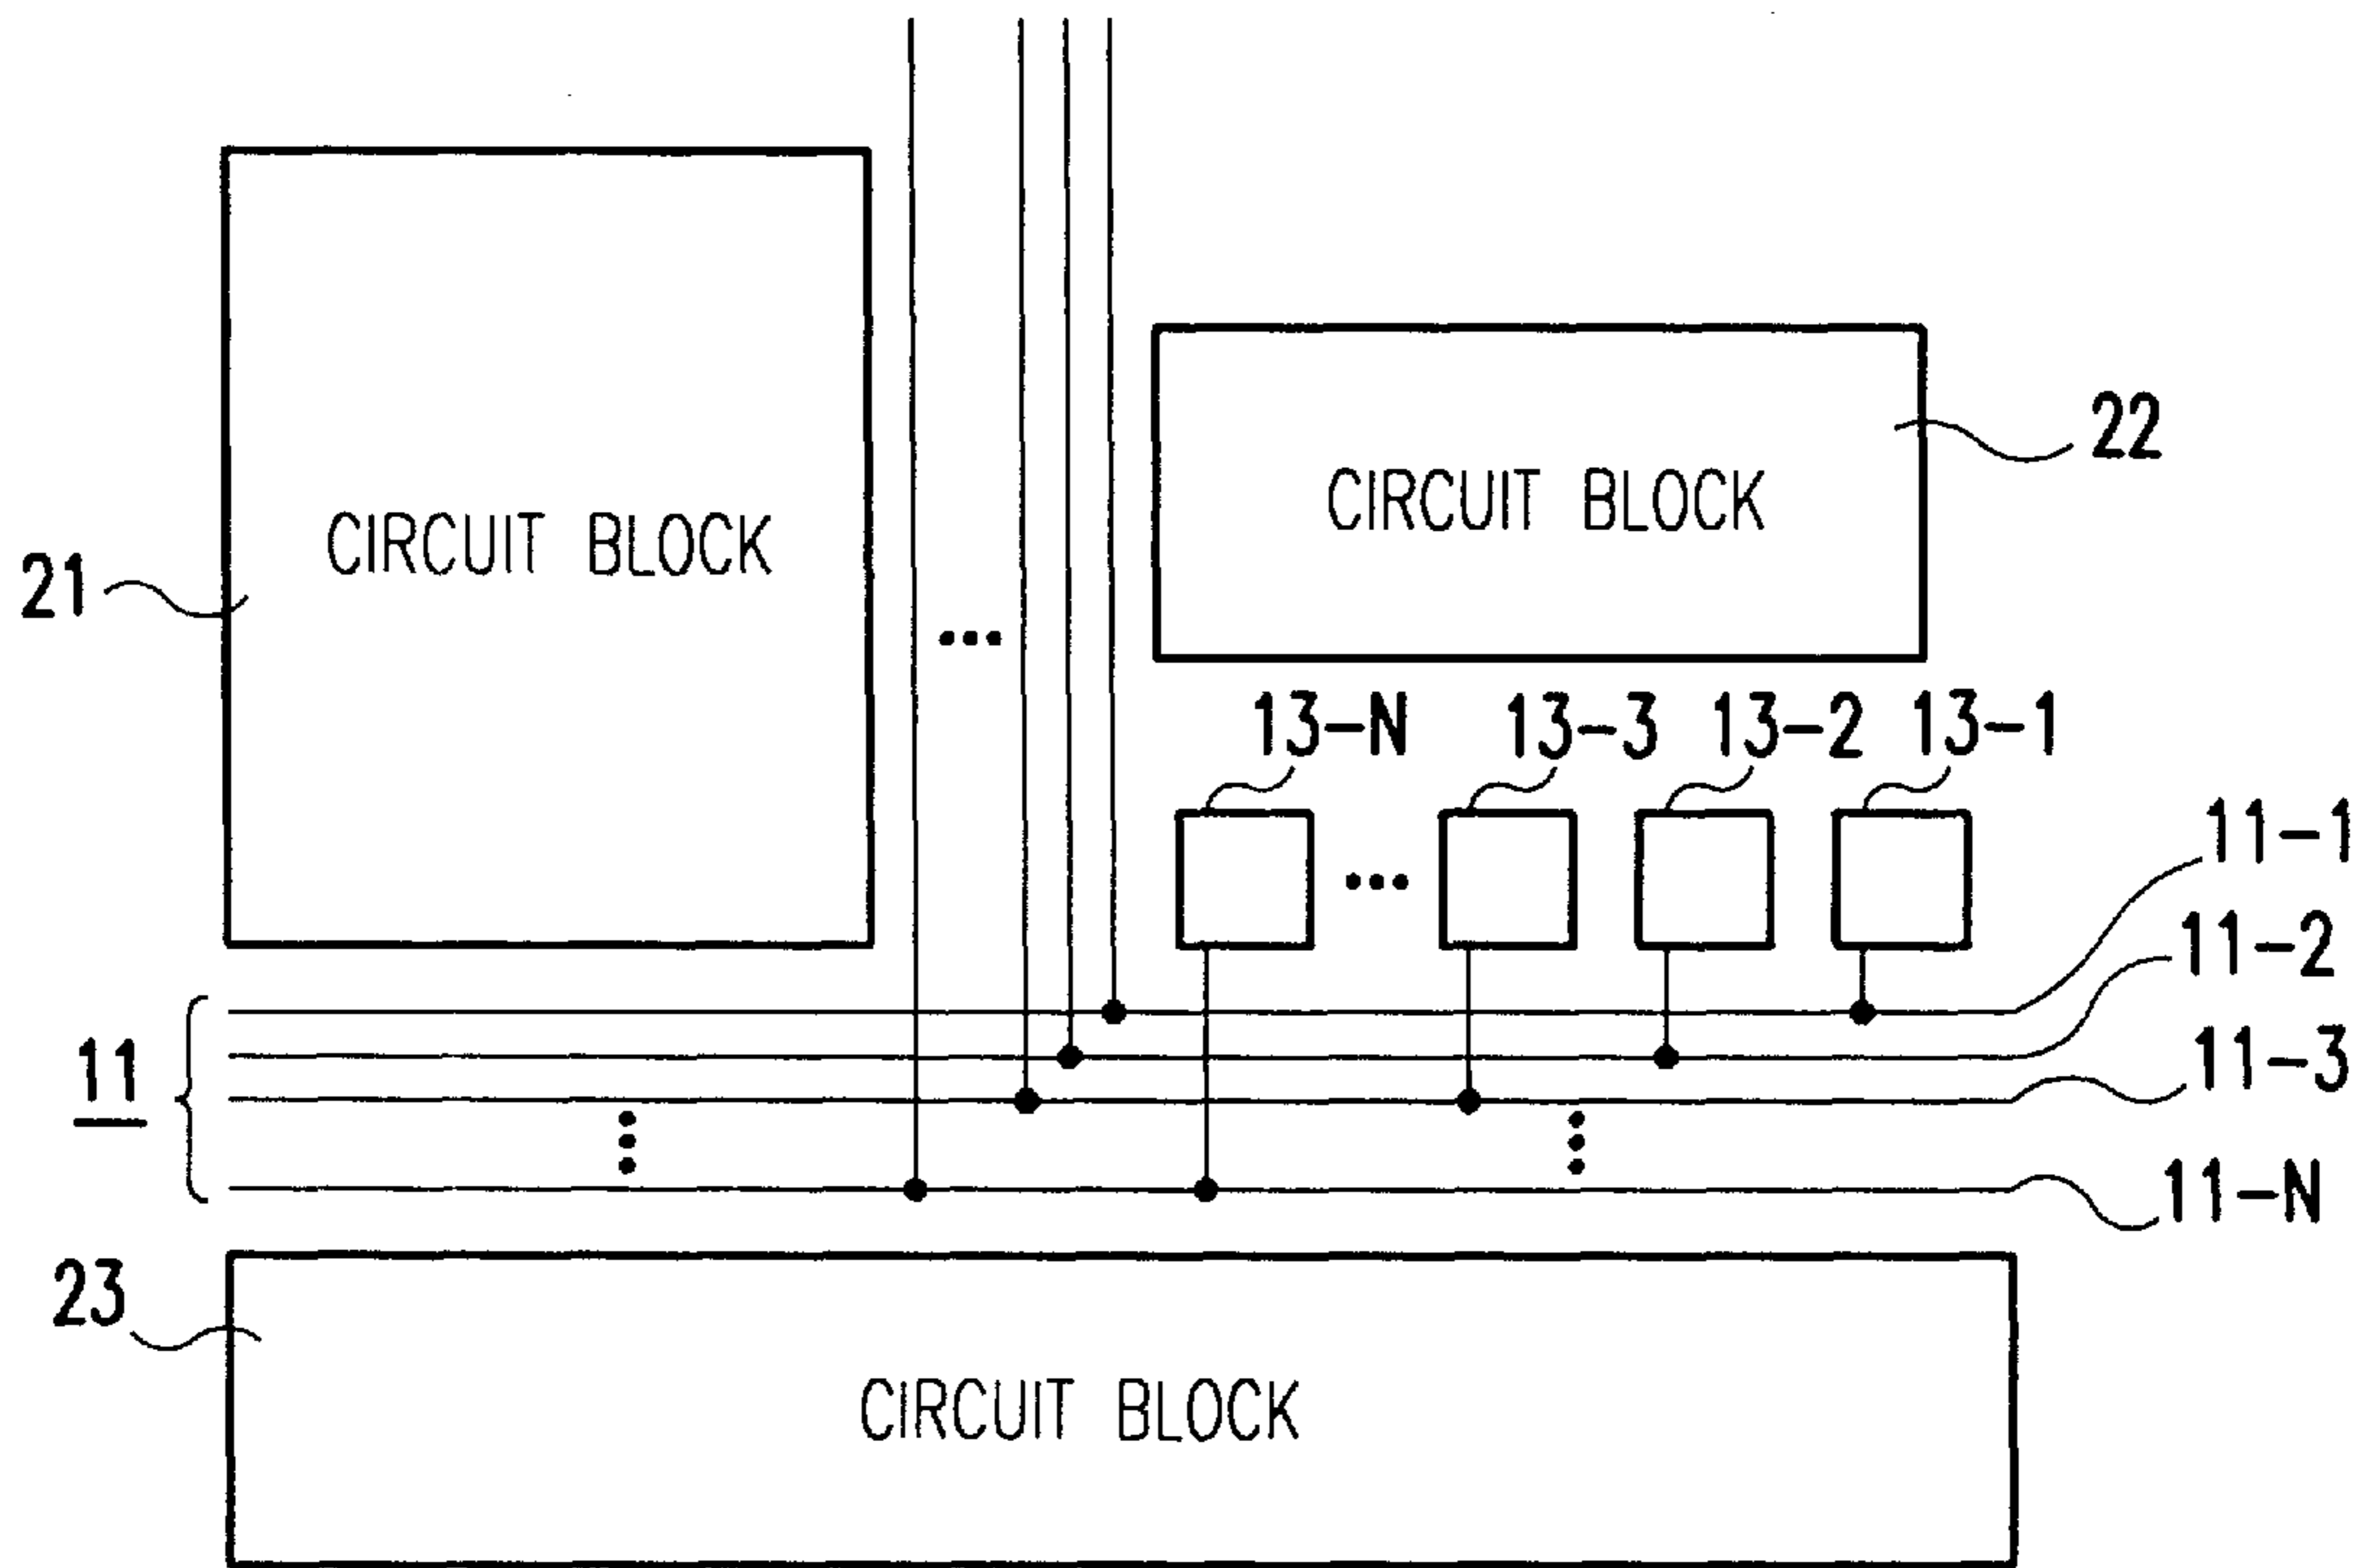 22
CIRCUIT BLOCK
CIRCUIT BLOCK
21
13-N
13-3
13-2
13-1
11-1
11-2
11-3
11
11-N
23
CIRCUIT BLOCK